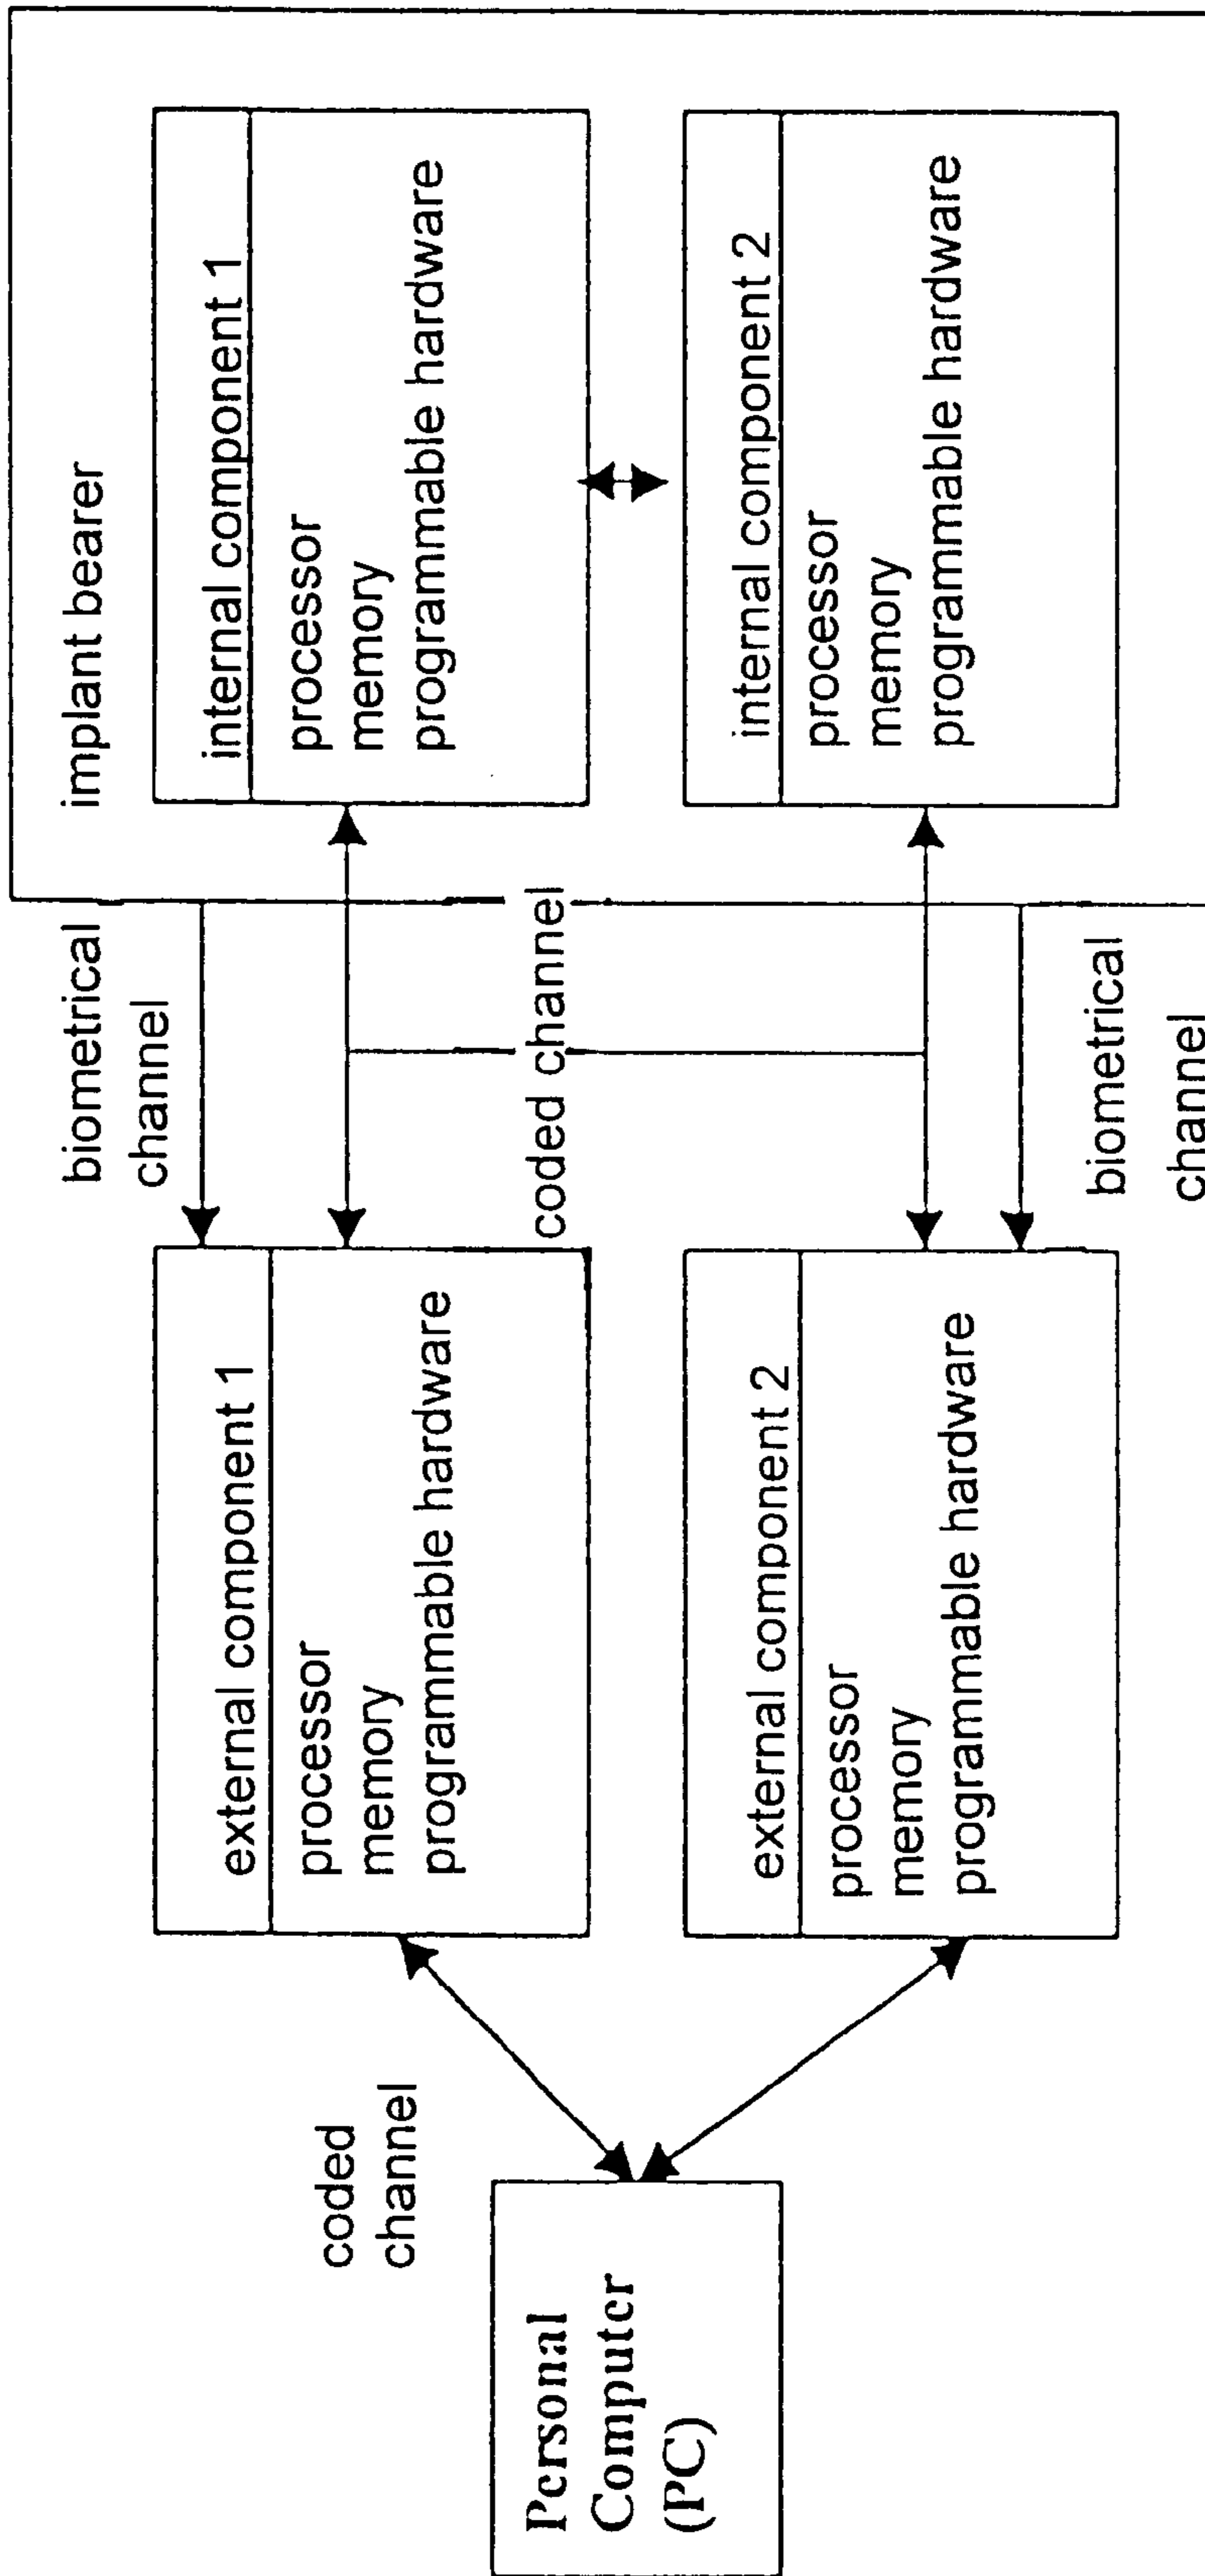 Personal
Computer
(PC)
coded
channel
external component 1
processor
memory
programmable hardware
external component 2
processor
memory
programmable hardware
biometrical
channel
coded channel
biometrical
channel
implant bearer
internal component 1
processor
memory
programmable hardware
internal component 2
processor
memory
programmable hardware